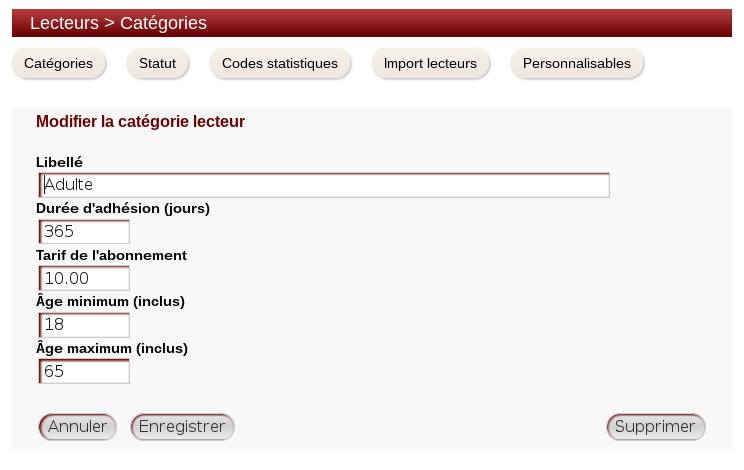 Lecteurs > Catégories
Catégories Statut Codes statistiques Import lecteurs Personnalisables
Modifier la catégorie lecteur
Libellé
Adulte
Durée d'adhésion (jours)
365
Tarif de l'abonnement
10.00
Âge minimum (inclus)
18
Âge maximum (inclus)
65
Annuler Enregistrer Supprimer